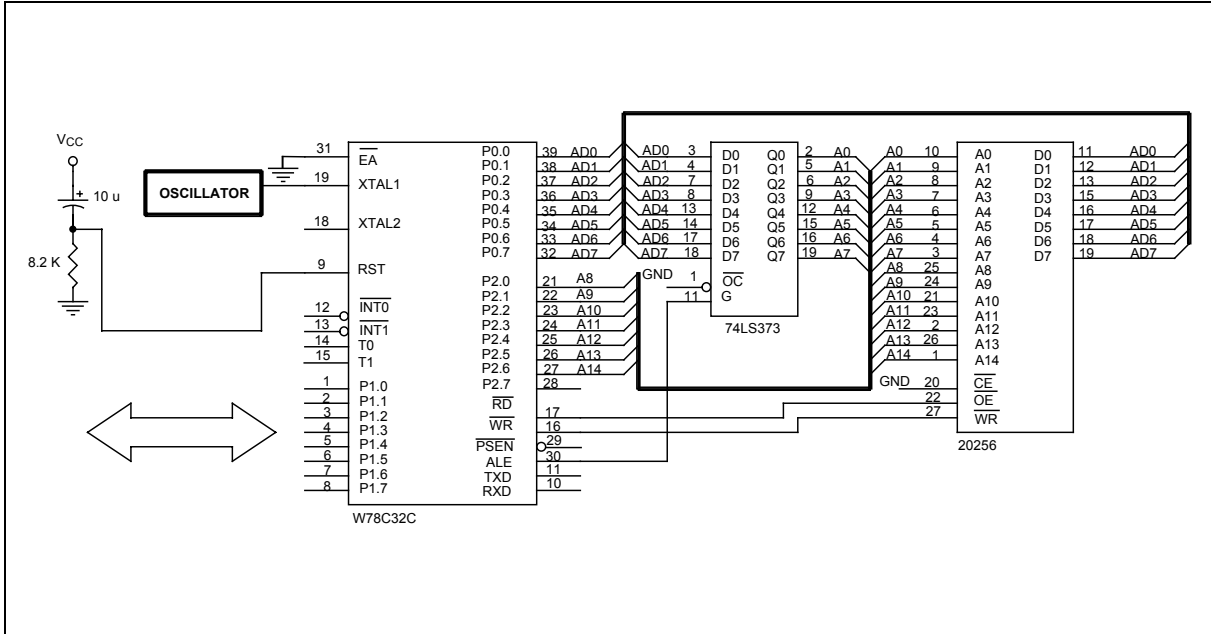 VCC
10 u
8.2 K
OSCILLATOR
31 EA
19 XTAL1
18 XTAL2
9 RST
12 INT0
13 INT1
14 T0
15 T1
1 P1.0
2 P1.1
3 P1.2
4 P1.3
5 P1.4
6 P1.5
7 P1.6
8 P1.7
P0.0 39 AD0
P0.1 38 AD1
P0.2 37 AD2
P0.3 36 AD3
P0.4 35 AD4
P0.5 34 AD5
P0.6 33 AD6
P0.7 32 AD7
P2.0 21 A8
P2.1 22 A9
P2.2 23 A10
P2.3 24 A11
P2.4 25 A12
P2.5 26 A13
P2.6 27 A14
P2.7 28
RD 17
WR 16
PSEN 29
ALE 30
TXD 11
RXD 10
W78C32C
AD0 3 D0 Q0 2 A0
AD1 4 D1 Q1 5 A1
AD2 7 D2 Q2 6 A2
AD3 8 D3 Q3 9 A3
AD4 13 D4 Q4 12 A4
AD5 14 D5 Q5 15 A5
AD6 17 D6 Q6 16 A6
AD7 18 D7 Q7 19 A7
GND 1 OC
11 G
74LS373
A0 10 A0 D0 11 AD0
A1 9 A1 D1 12 AD1
A2 8 A2 D2 13 AD2
A3 7 A3 D3 15 AD3
A4 6 A4 D4 16 AD4
A5 5 A5 D5 17 AD5
A6 4 A6 D6 18 AD6
A7 3 A7 D7 19 AD7
A8 25 A8
A9 24 A9
A10 21 A10
A11 23 A11
A12 2 A12
A13 26 A13
A14 1 A14
GND 20 CE
22 OE
27 WR
20256